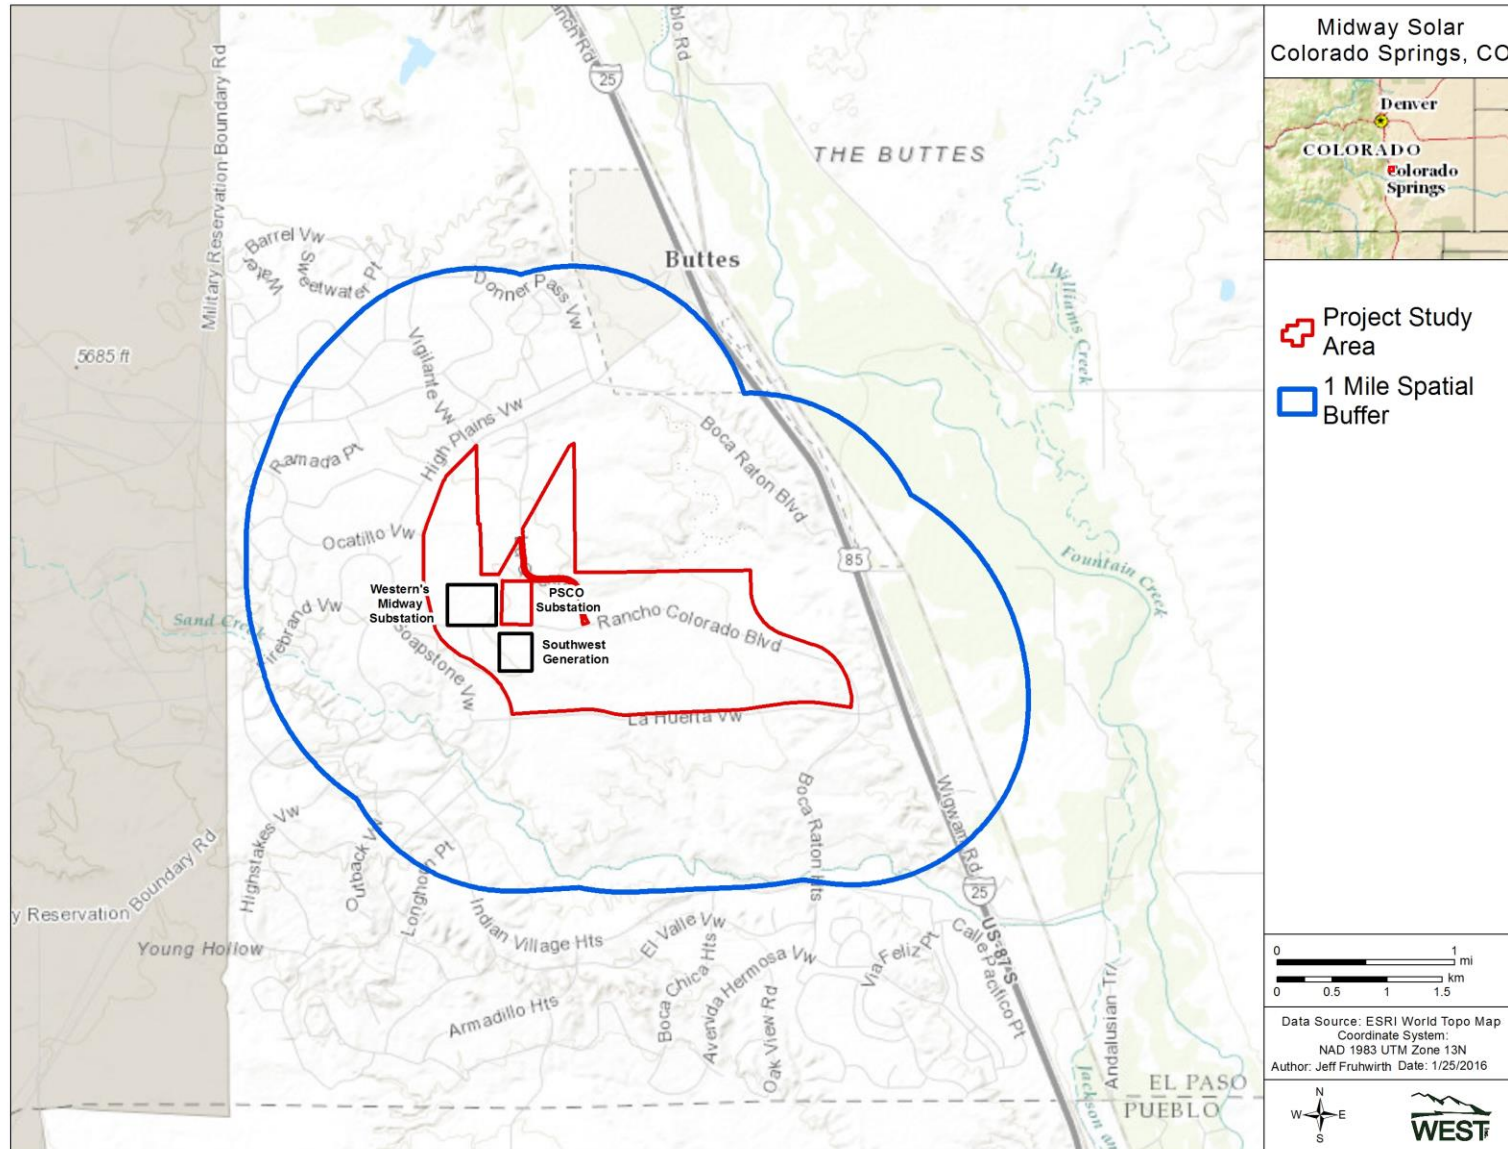 Midway Solar
Colorado Springs, CO
Denver
COLORADO
Colorado
Springs
Project Study
Area
1 Mile Spatial
Buffer
0 1
mi
km
0 0.5 1 1.5
Data Source: ESRI World Topo Map
Coordinate System:
NAD 1983 UTM Zone 13N
Author: Jeff Fruhwirth Date: 1/25/2016
N
W E
S
WEST
25
Military Reservation Boundary Rd
THE BUTTES
Buttes
Barrel Vw
Water
Sweetwater Pt
Donner Pass Vw
Williams Creek
5685 ft
Vigilante Vw
High Plains Vw
Ramada Pt
Boca Raton Blvd
Ocatillo Vw
85
Fountain Creek
Western's
Midway
Substation
PSCO
Substation
Southwest
Generation
Rancho Colorado Blvd
Sand Creek
Firebrand Vw
Soapstone Vw
La Huerta Vw
Boca Raton Hts
Wigwam Rd
25
Highstakes Vw
Outback Vw
Longhorn Pt
y Reservation Boundary Rd
Young Hollow
Indian Village Hts
El Valle Vw
Boca Chica Hts
Avenida Hermosa Vw
Oak View Rd
Via Feliz Pt
Calle Pacifico Pt
US-87-S
Armadillo Hts
Andalusian Tr
EL PASO
PUEBLO